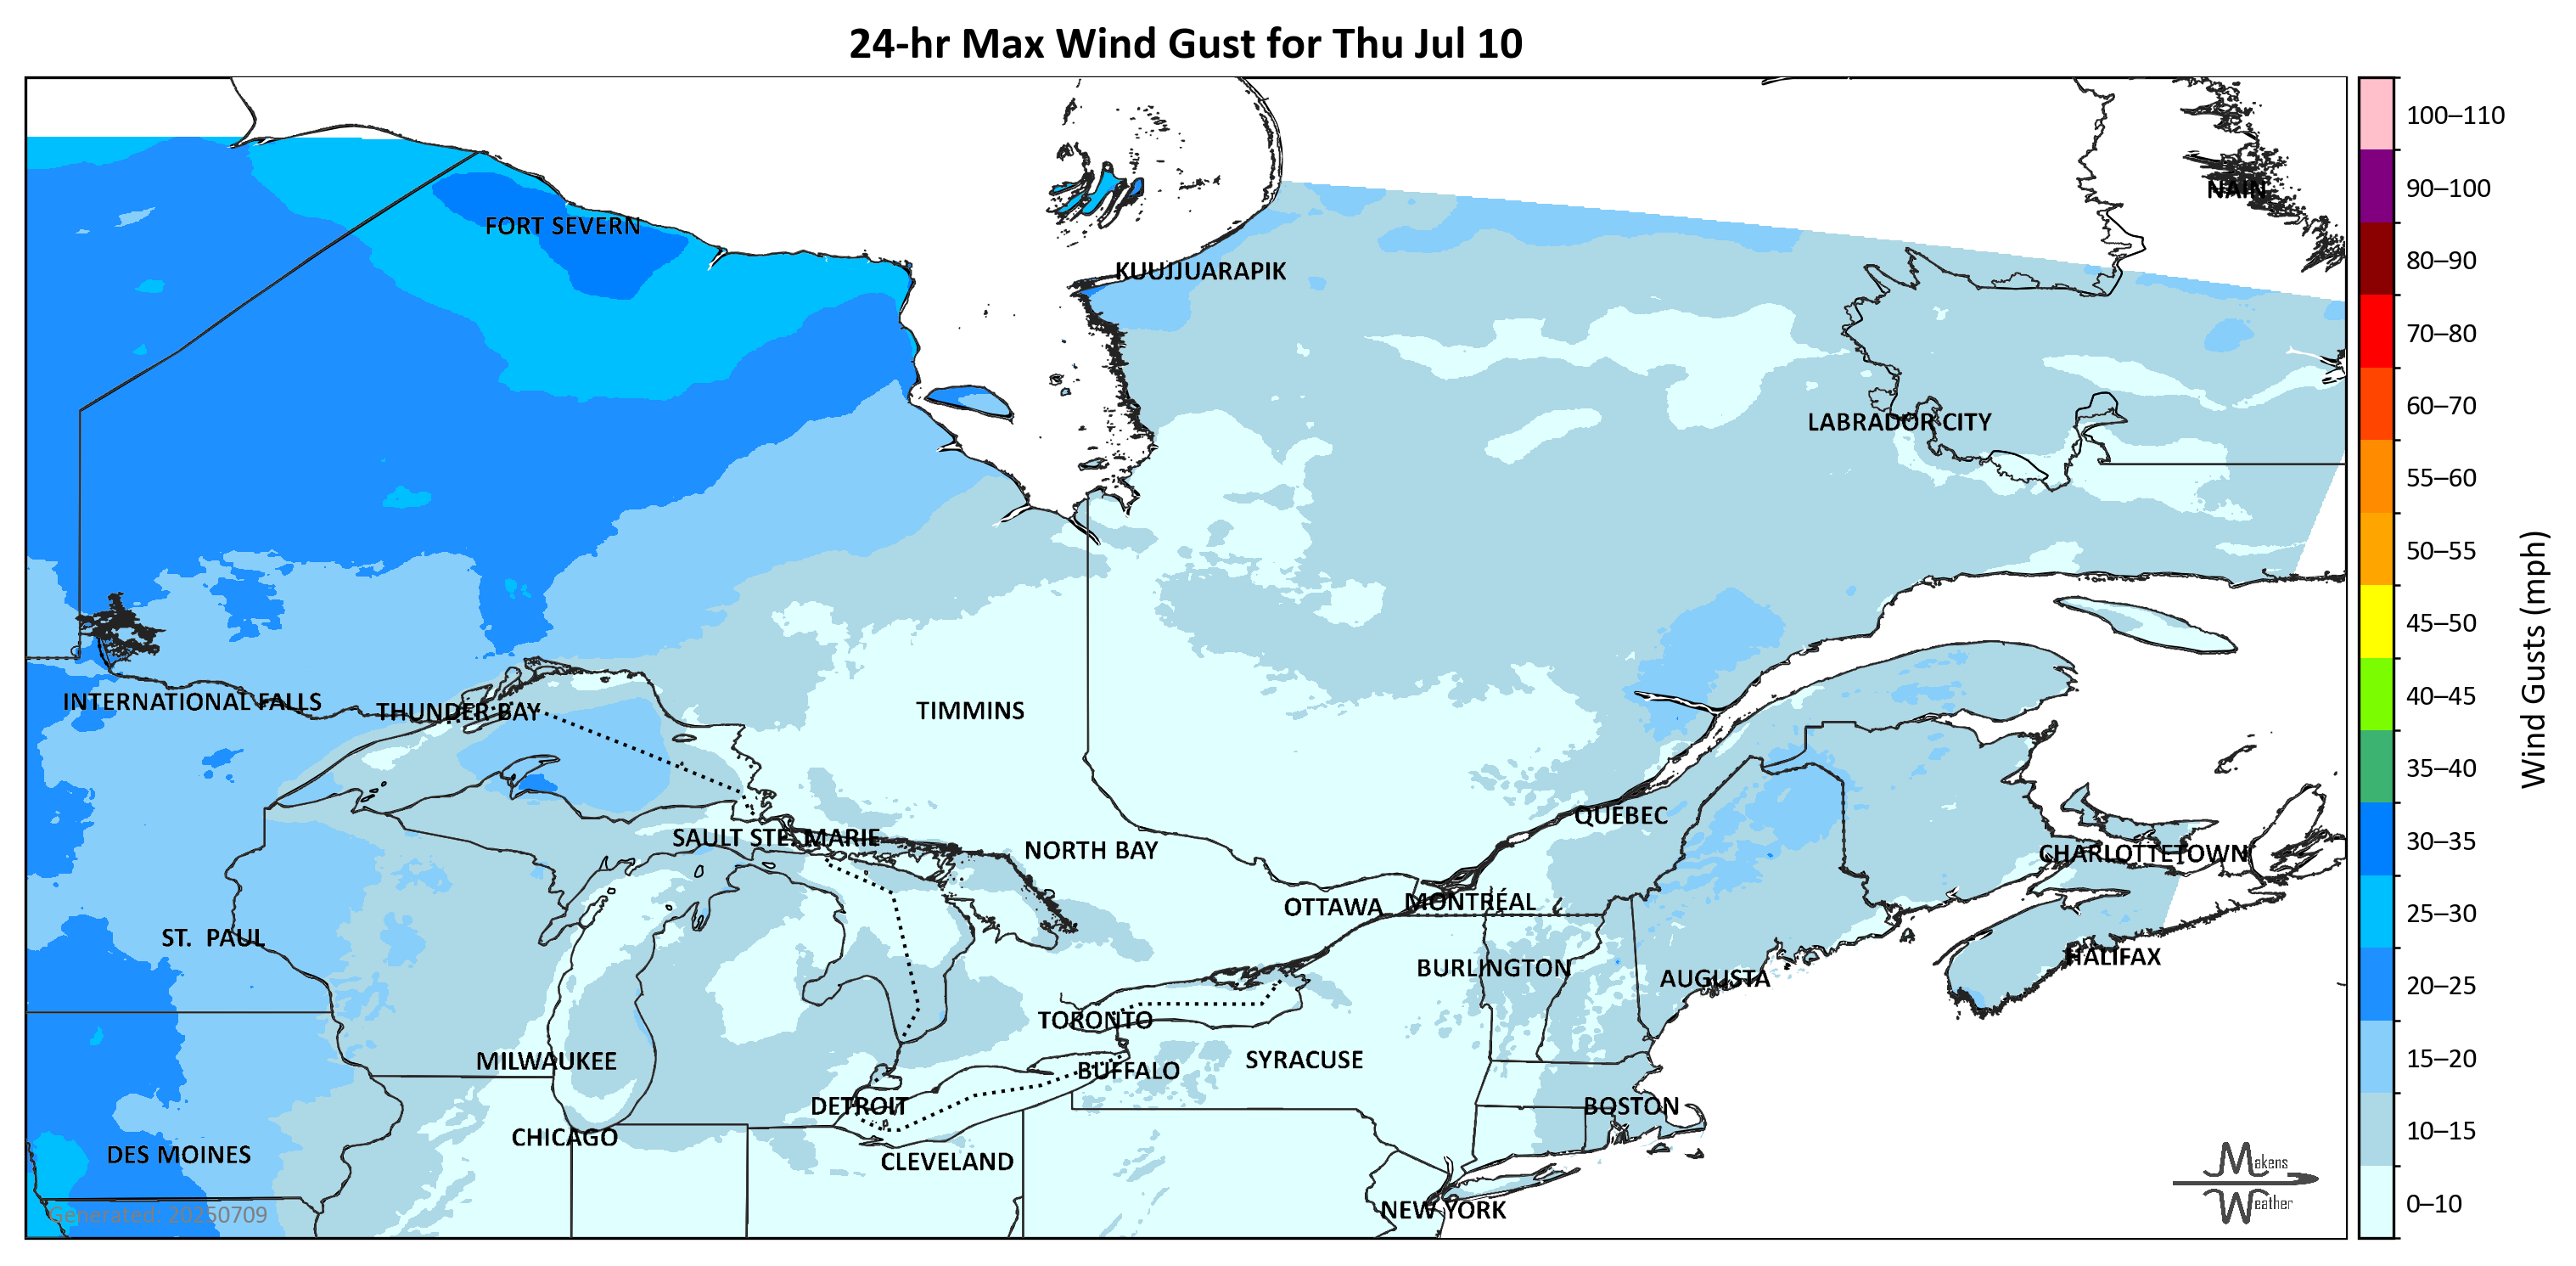 24-hr Max Wind Gust for Thu Jul 10
100–110
90–100
80–90
70–80
60–70
55–60
50–55
45–50
40–45
35–40
30–35
25–30
20–25
15–20
10–15
0–10
Wind Gusts (mph)
NAIN
FORT SEVERN
KUUJJUARAPIK
LABRADOR CITY
INTERNATIONAL FALLS
THUNDER BAY
TIMMINS
QUEBEC
SAULT STE. MARIE
NORTH BAY
CHARLOTTETOWN
OTTAWA
MONTRÉAL
ST. PAUL
HALIFAX
BURLINGTON
AUGUSTA
TORONTO
MILWAUKEE
SYRACUSE
BUFFALO
DETROIT
BOSTON
CHICAGO
DES MOINES
CLEVELAND
NEW YORK
Generated: 20250709
Makens
Weather